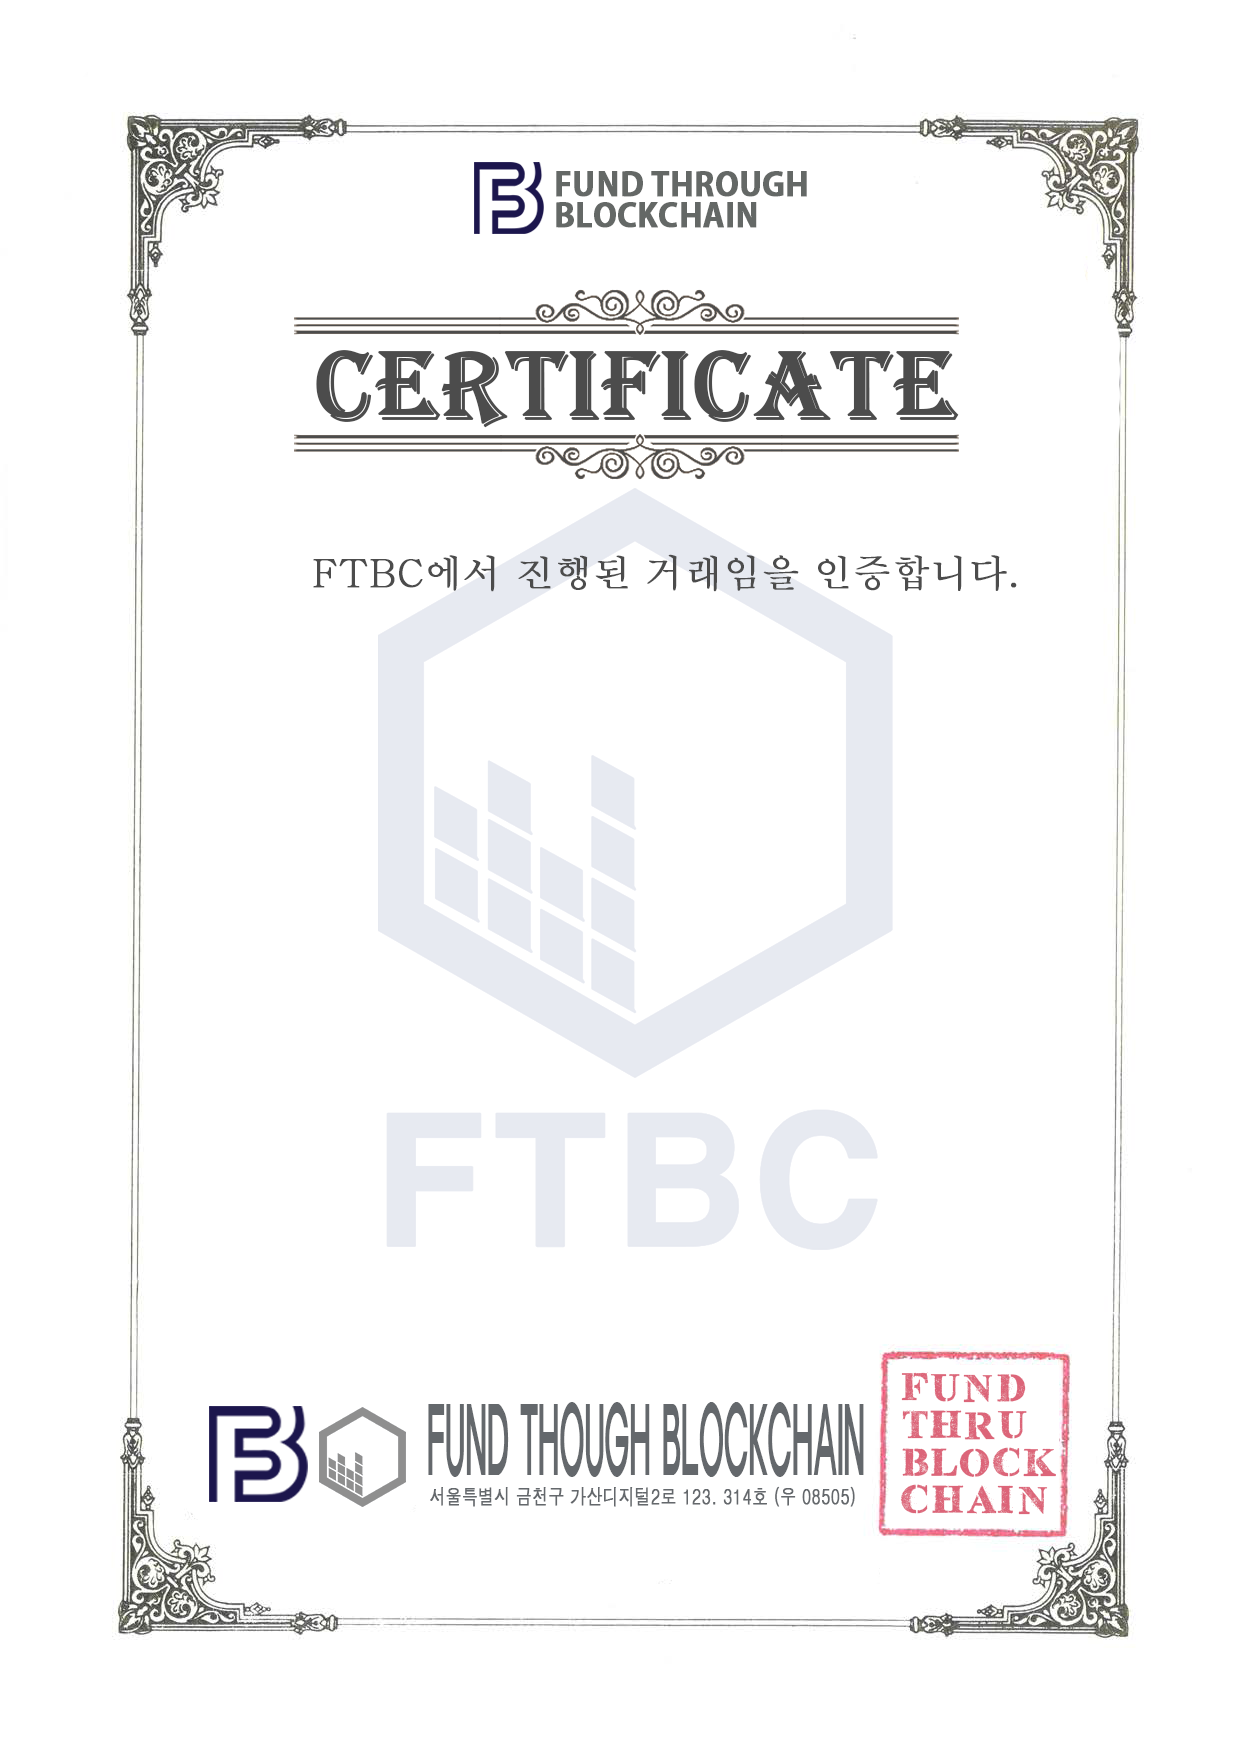 FUND THROUGH
BLOCKCHAIN
CERTIFICATE
FTBC에서 진행된 거래임을 인증합니다.
FTBC
FUND THOUGH BLOCKCHAIN
서울특별시 금천구 가산디지털2로 123. 314호 (우 08505)
FUND
THRU
BLOCK
CHAIN